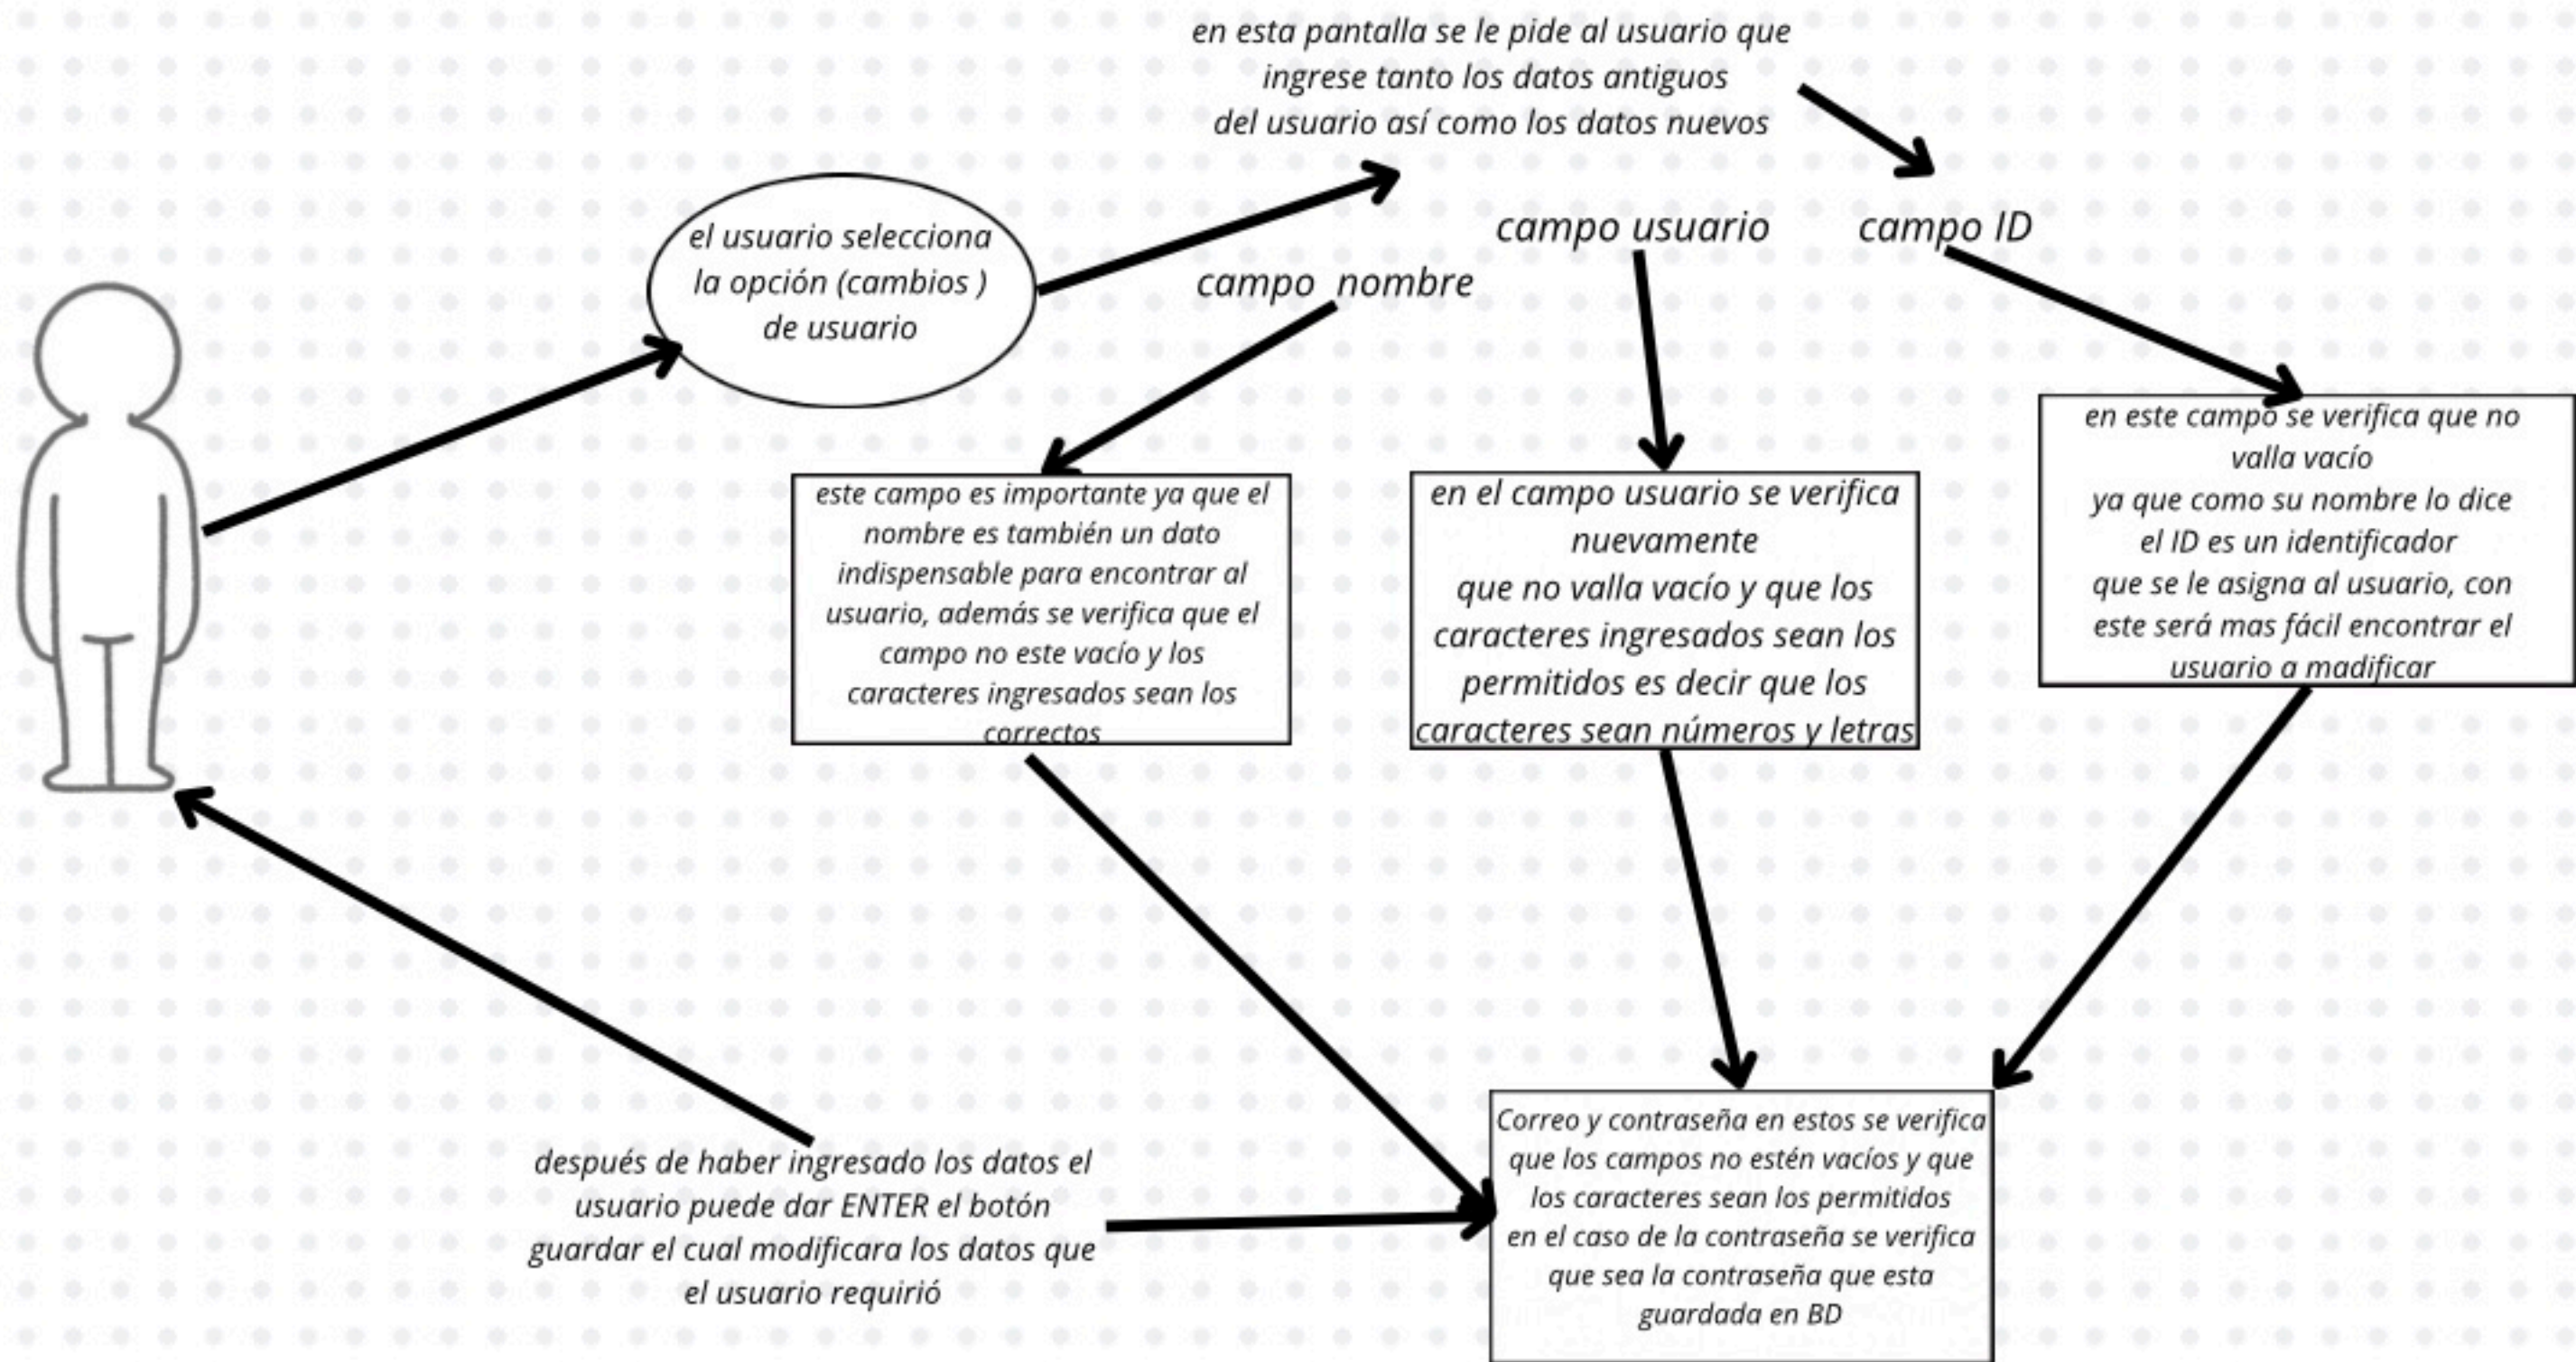 en esta pantalla se le pide al usuario que
ingrese tanto los datos antiguos
del usuario así como los datos nuevos
el usuario selecciona
la opción (cambios )
de usuario
campo nombre
campo usuario
campo ID
este campo es importante ya que el
nombre es también un dato
indispensable para encontrar al
usuario, además se verifica que el
campo no este vacío y los
caracteres ingresados sean los
correctos
en el campo usuario se verifica
nuevamente
que no valla vacío y que los
caracteres ingresados sean los
permitidos es decir que los
caracteres sean números y letras
en este campo se verifica que no
valla vacío
ya que como su nombre lo dice
el ID es un identificador
que se le asigna al usuario, con
este será mas fácil encontrar el
usuario a madificar
después de haber ingresado los datos el
usuario puede dar ENTER el botón
guardar el cual modificara los datos que
el usuario requirió
Correo y contraseña en estos se verifica
que los campos no estén vacíos y que
los caracteres sean los permitidos
en el caso de la contraseña se verifica
que sea la contraseña que esta
guardada en BD